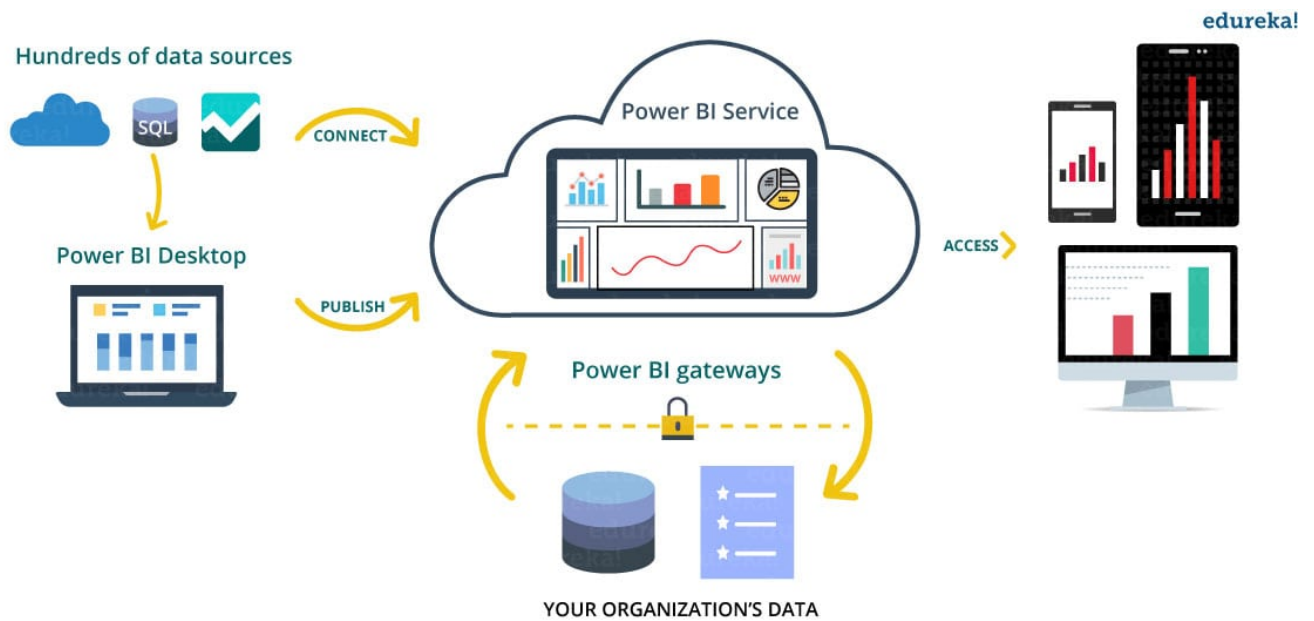 edureka!
Hundreds of data sources
SQL
CONNECT
Power BI Service
WWW
ACCESS
Power BI Desktop
PUBLISH
Power BI gateways
YOUR ORGANIZATION'S DATA